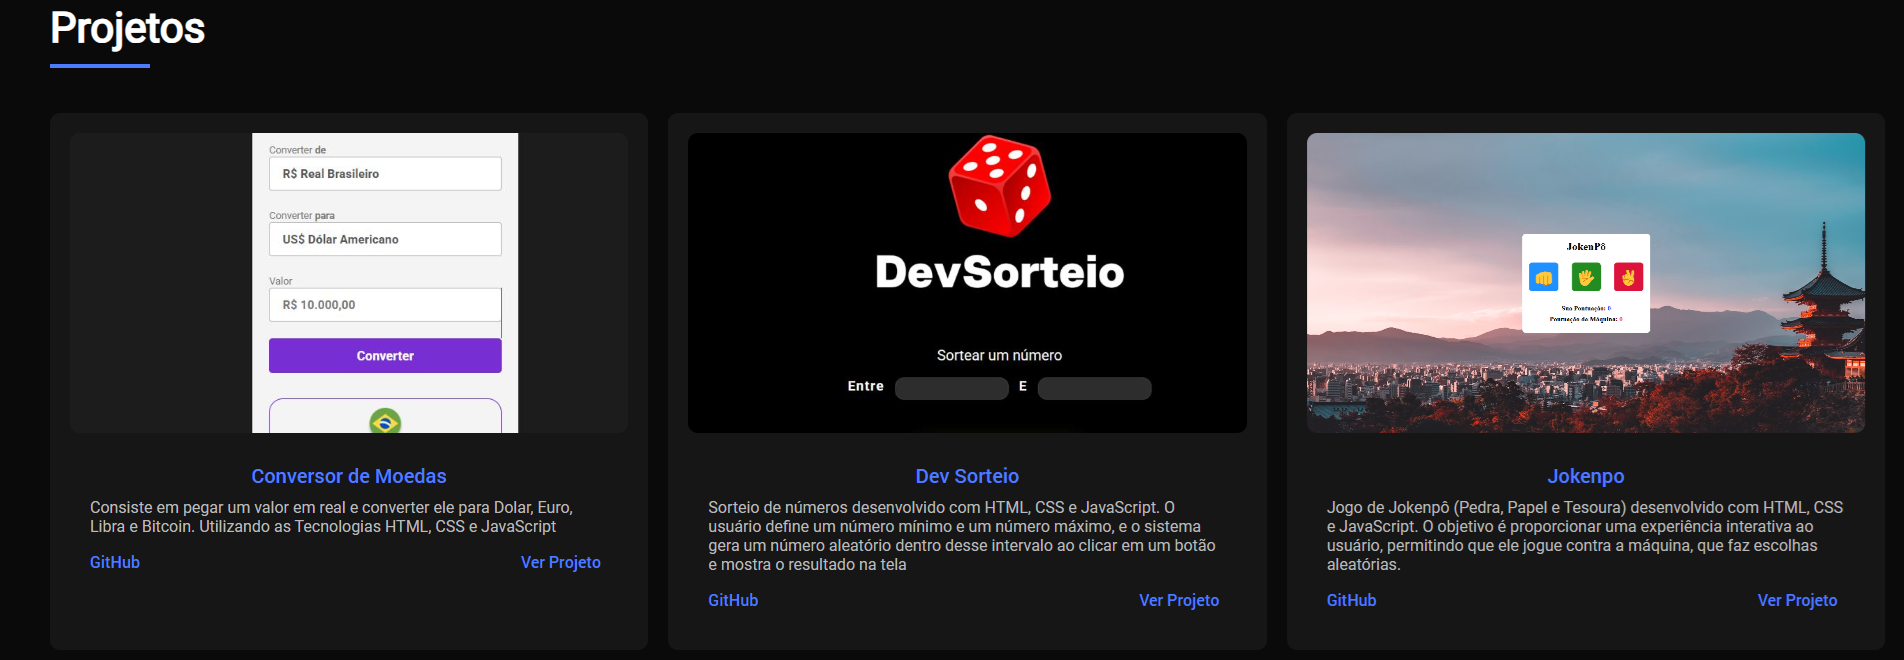 Projetos
Converter de
R$ Real Brasileiro
Converter para
US$ Dólar Americano
Valor
R$ 10.000,00
Converter
Conversor de Moedas
Consiste em pegar um valor em real e converter ele para Dolar, Euro,
Libra e Bitcoin. Utilizando as Tecnologias HTML, CSS e JavaScript
GitHub
Ver Projeto
DevSorteio
Sortear um número
Entre
E
Dev Sorteio
Sorteio de números desenvolvido com HTML, CSS e JavaScript. O
usuário define um número mínimo e um número máximo, e o sistema
gera um número aleatório dentro desse intervalo ao clicar em um botão
e mostra o resultado na tela
GitHub
Ver Projeto
JokenPô
Sua Pontuação: 0
Pontuação da Máquina: 0
Jokenpo
Jogo de Jokenpô (Pedra, Papel e Tesoura) desenvolvido com HTML, CSS
e JavaScript. O objetivo é proporcionar uma experiência interativa ao
usuário, permitindo que ele jogue contra a máquina, que faz escolhas
aleatórias.
GitHub
Ver Projeto